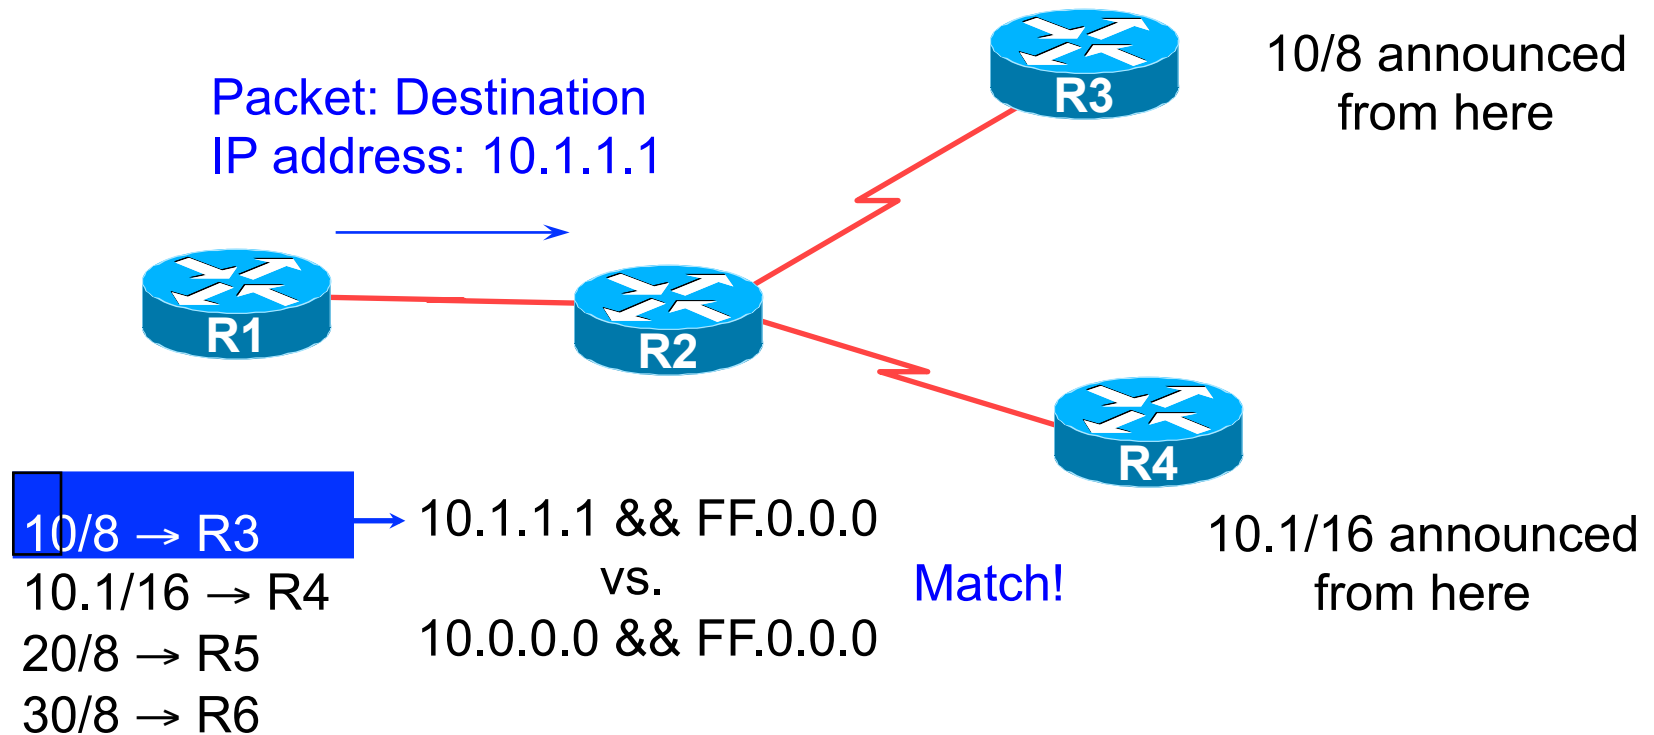 Packet: Destination
IP address: 10.1.1.1
10/8 announced
from here
R3
R1
R2
R4
10/8 → R3
10.1/16 → R4
20/8 → R5
30/8 → R6
10.1.1.1 && FF.0.0.0
vs.
10.0.0.0 && FF.0.0.0
Match!
10.1/16 announced
from here